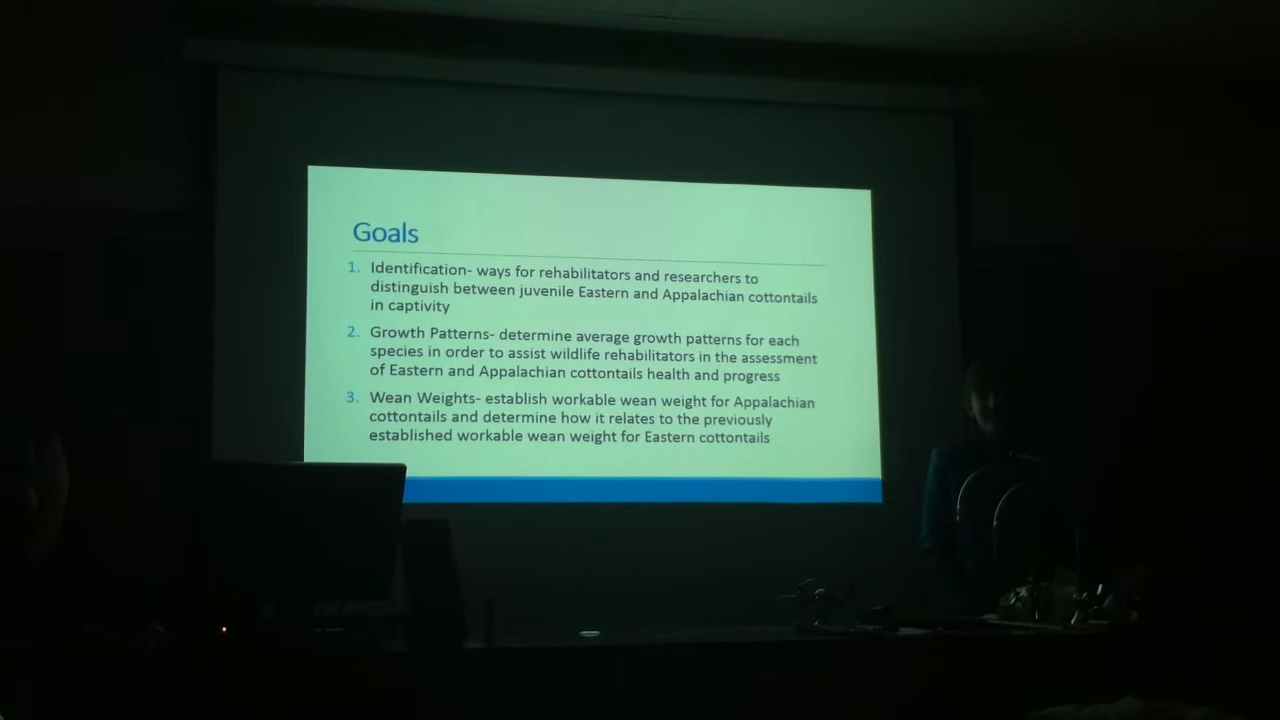 Goals
1. Identification- ways for rehabilitators and researchers to
distinguish between juvenile Eastern and Appalachian cottontails
in captivity
2. Growth Patterns- determine average growth patterns for each
species in order to assist wildlife rehabilitators in the assessment
of Eastern and Appalachian cottontails health and progress
3. Wean Weights- establish workable wean weight for Appalachian
cottontails and determine how it relates to the previously
established workable wean weight for Eastern cottontails